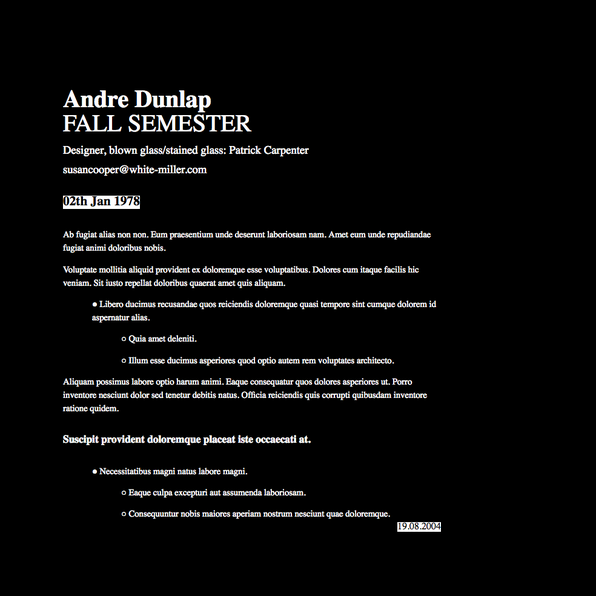 Andre Dunlap
FALL SEMESTER
Designer, blown glass/stained glass: Patrick Carpenter
susancooper@white-miller.com
02th Jan 1978
Ab fugiat alias non non. Eum praesentium unde deserunt laboriosam nam. Amet eum unde repudiandae
fugiat animi doloribus nobis.
Voluptate mollitia aliquid provident ex doloremque esse voluptatibus. Dolores cum itaque facilis hic
veniam. Sit iusto repellat doloribus quaerat amet quis aliquam.
● Libero ducimus recusandae quos reiciendis doloremque quasi tempore sint cumque dolorem id
aspernatur alias.
○ Quia amet deleniti.
○ Illum esse ducimus asperiores quod optio autem rem voluptates architecto.
Aliquam possimus labore optio harum animi. Eaque consequatur quos dolores asperiores ut. Porro
inventore nesciunt dolor sed tenetur debitis natus. Officia reiciendis quis corrupti quibusdam inventore
ratione quidem.
Suscipit provident doloremque placeat iste occaecati at.
● Necessitatibus magni natus labore magni.
○ Eaque culpa excepturi aut assumenda laboriosam.
○ Consequuntur nobis maiores aperiam nostrum nesciunt quae doloremque.
19.08.2004